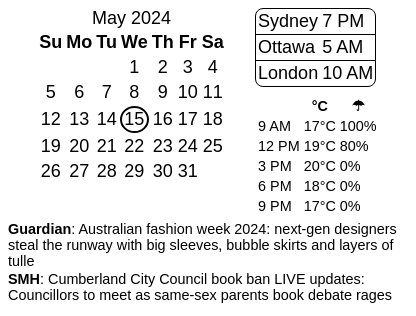 May 2024
Su Mo Tu We Th Fr Sa
1 2 3 4
5 6 7 8 9 10 11
12 13 14 15 16 17 18
19 20 21 22 23 24 25
26 27 28 29 30 31
Sydney 7 PM
Ottawa 5 AM
London 10 AM
°C ☂
9 AM 17°C 100%
12 PM 19°C 80%
3 PM 20°C 0%
6 PM 18°C 0%
9 PM 17°C 0%
Guardian: Australian fashion week 2024: next-gen designers
steal the runway with big sleeves, bubble skirts and layers of
tulle
SMH: Cumberland City Council book ban LIVE updates:
Councillors to meet as same-sex parents book debate rages